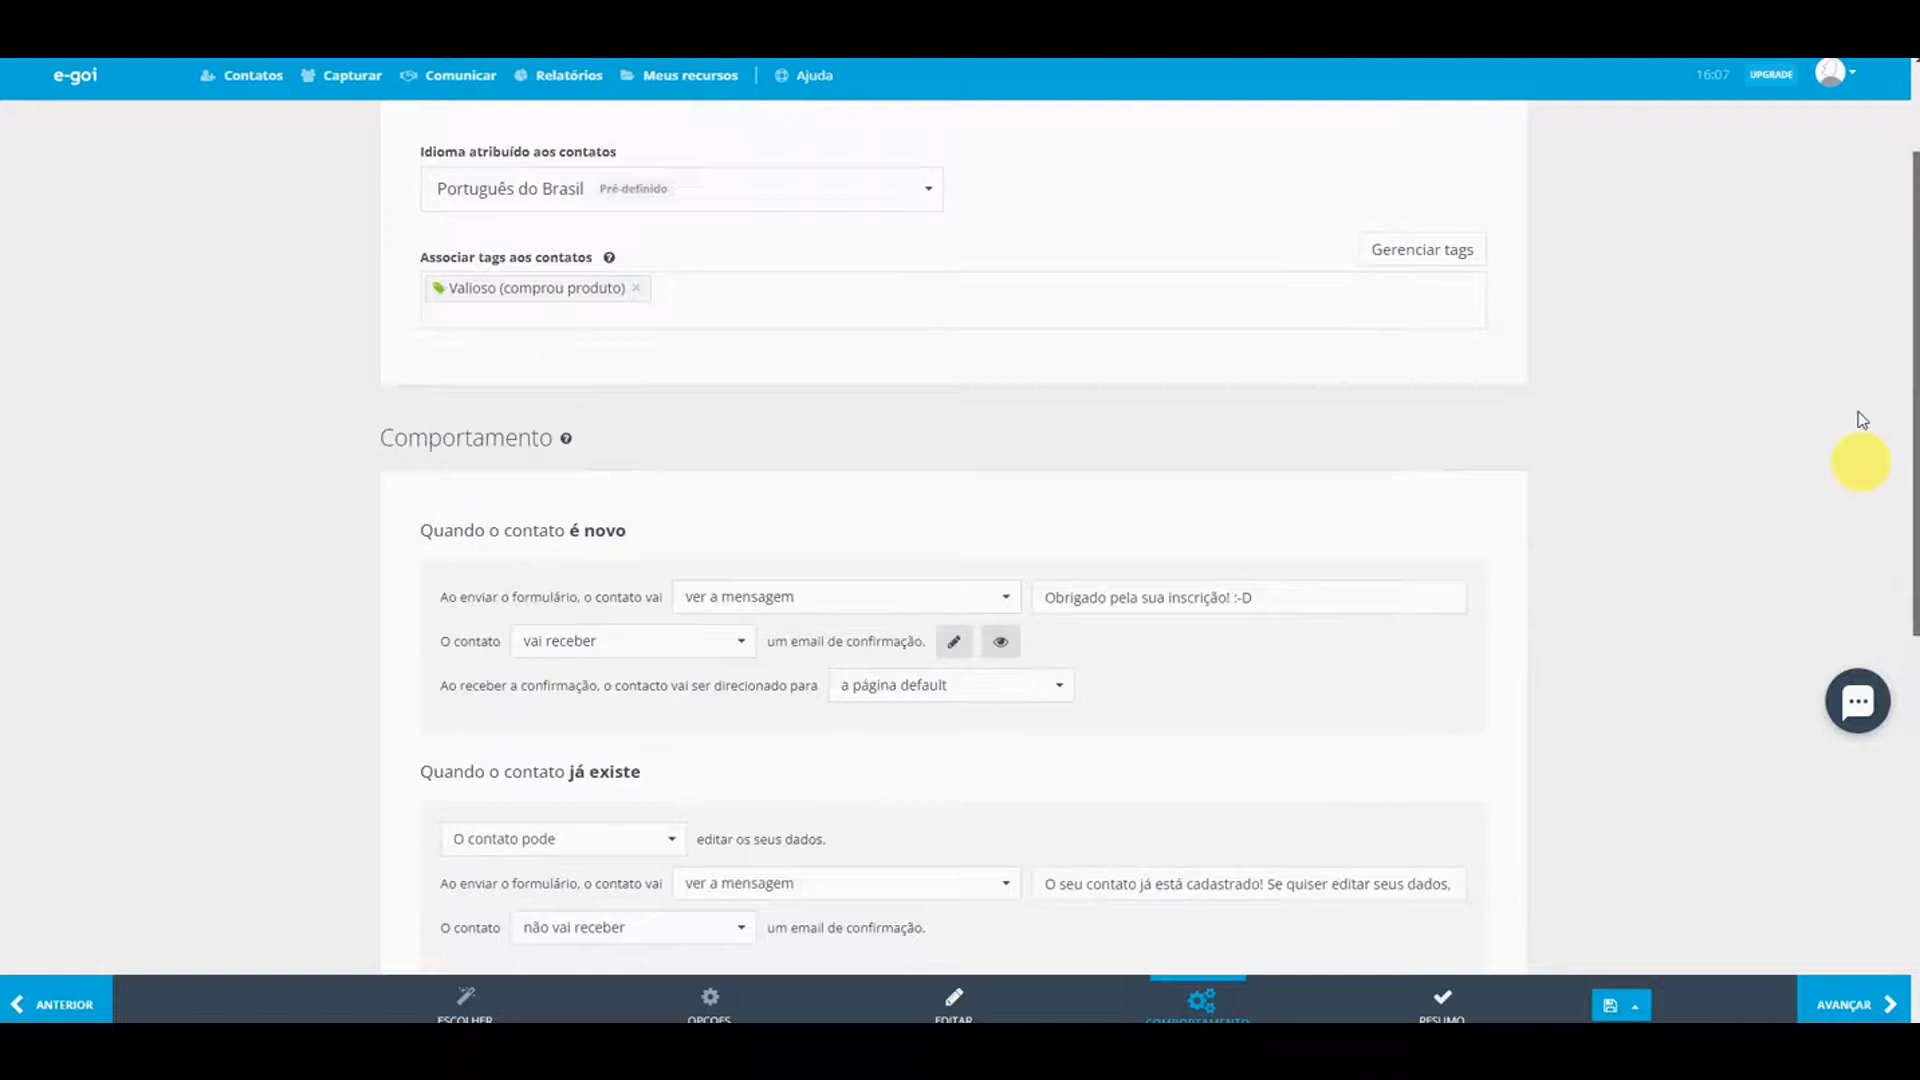 e-goi Contatos Capturar Comunicar Relatórios Meus recursos Ajuda 16:07 UPGRADE
Idioma atribuído aos contatos
Português do Brasil Pré-definido
Associar tags aos contatos Gerenciar tags
Valioso (comprou produto)
Comportamento
Quando o contato é novo
Ao enviar o formulário, o contato vai ver a mensagem Obrigado pela sua inscrição! :-D
O contato vai receber um email de confirmação.
Ao receber a confirmação, o contacto vai ser direcionado para a página default
Quando o contato já existe
O contato pode editar os seus dados.
Ao enviar o formulário, o contato vai ver a mensagem O seu contato já está cadastrado! Se quiser editar seus dados,
O contato não vai receber um email de confirmação.
ANTERIOR ESCOLHER OPÇÕES EDITAR COMPORTAMENTO RESUMO AVANÇAR